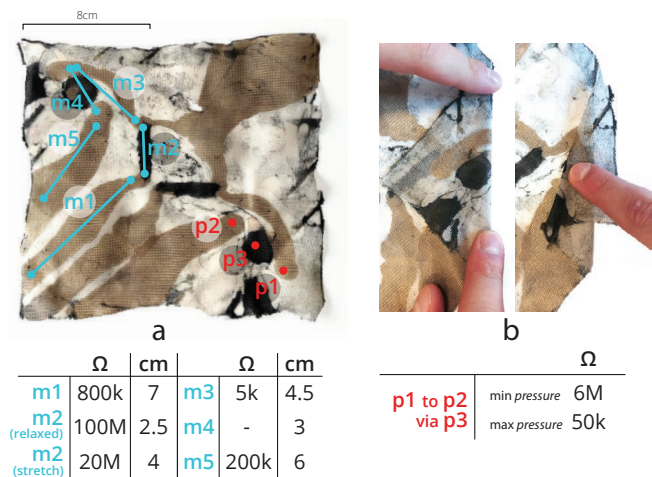 8cm
m3
m4
m5
m2
m1
p2
p3
p1
a
b
Ω cm Ω cm
m1 800k 7 m3 5k 4.5
m2 (relaxed) 100M 2.5 m4 - 3
m2 (stretch) 20M 4 m5 200k 6
Ω
p1 to p2 via p3
min pressure 6M
max pressure 50k